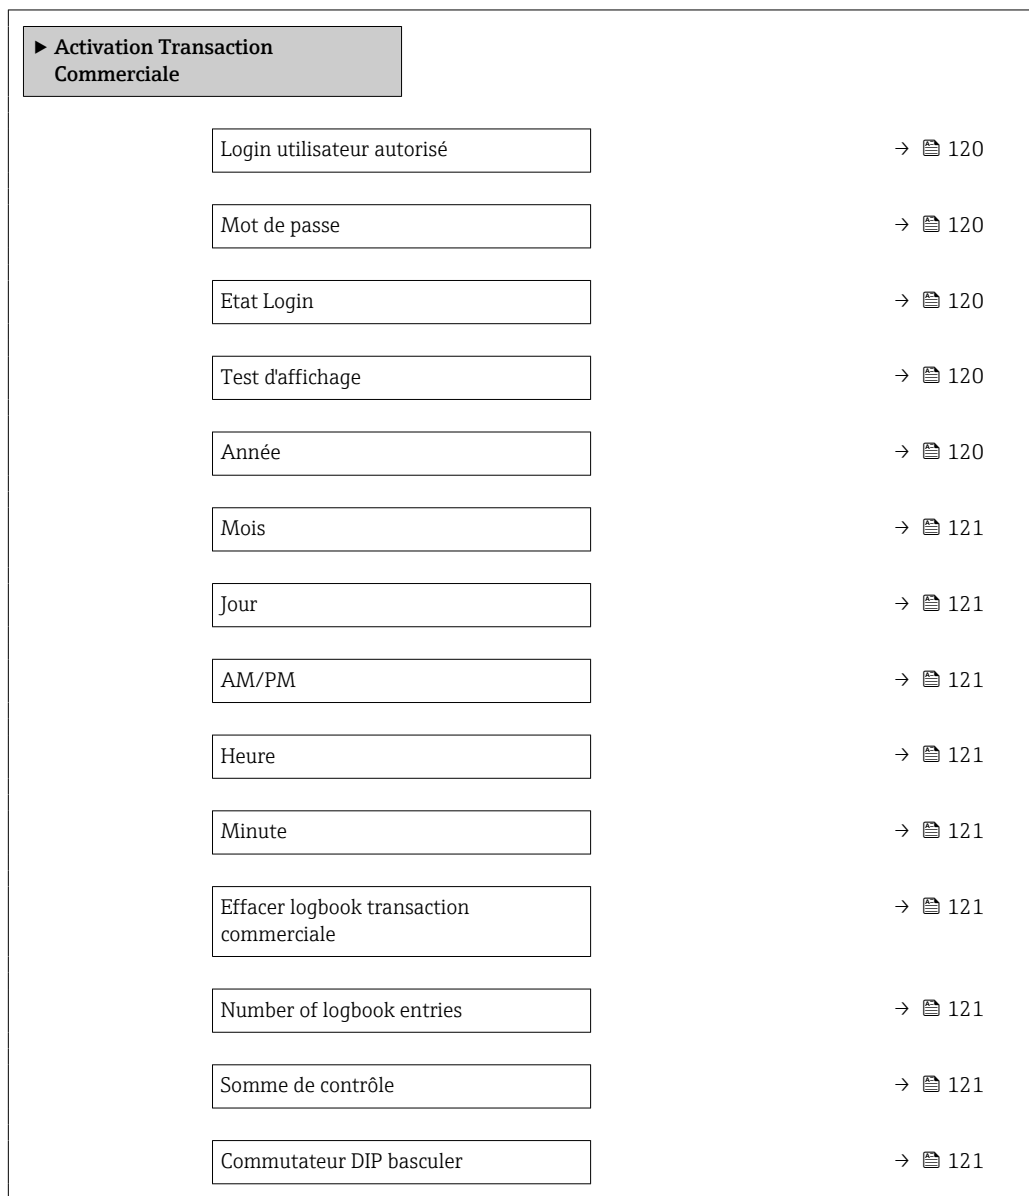 ▶ Activation Transaction
Commerciale
Login utilisateur autorisé → 120
Mot de passe → 120
Etat Login → 120
Test d'affichage → 120
Année → 120
Mois → 121
Jour → 121
AM/PM → 121
Heure → 121
Minute → 121
Effacer logbook transaction → 121
commerciale
Number of logbook entries → 121
Somme de contrôle → 121
Commutateur DIP basculer → 121